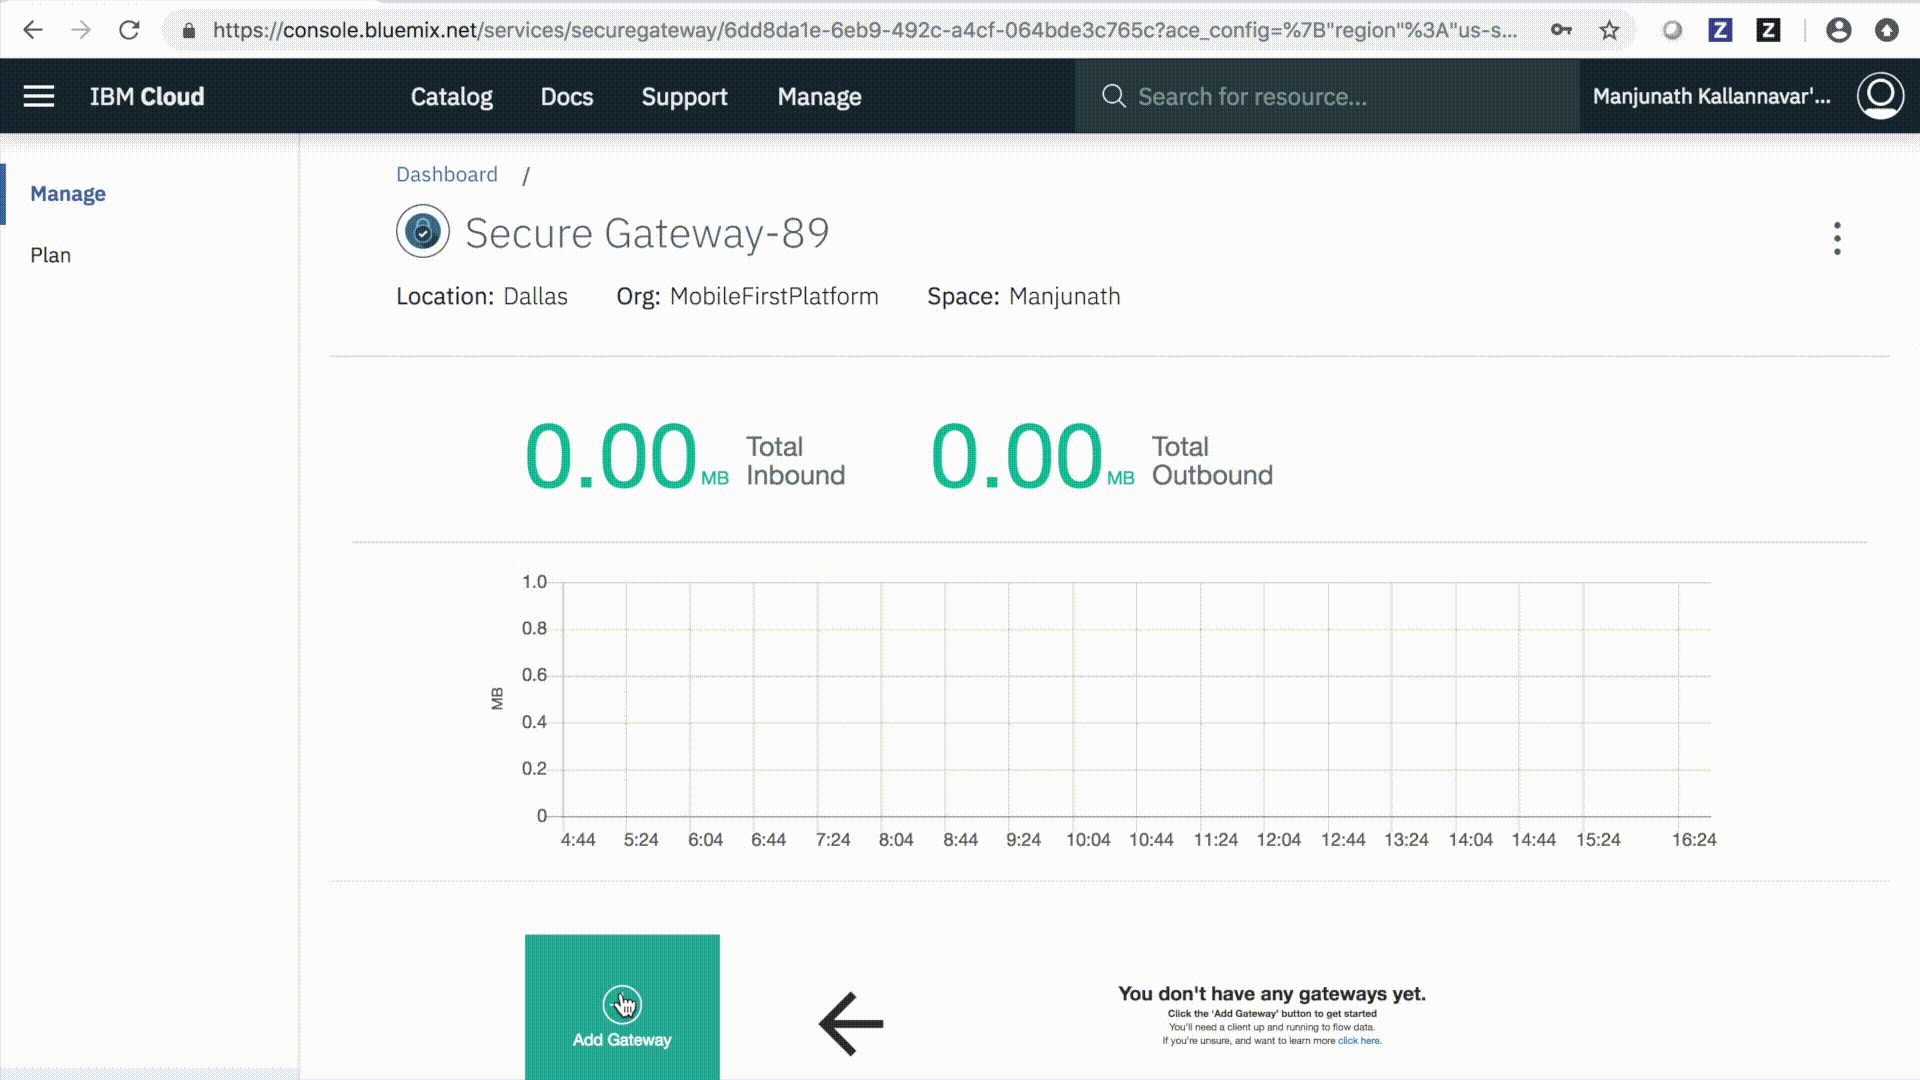 https://console.bluemix.net/services/securegateway/6dd8da1e-6eb9-492c-a4cf-064bde3c765c?ace_config=%7B"region"%3A"us-s...
Z
Z
IBM Cloud
Catalog
Docs
Support
Manage
Search for resource...
Manjunath Kallannavar'...
Manage
Plan
Dashboard /
Secure Gateway-89
Location: Dallas Org: MobileFirstPlatform Space: Manjunath
0.00 MB Total Inbound
0.00 MB Total Outbound
1.0
0.8
0.6
0.4
0.2
0
MB
4:44 5:24 6:04 6:44 7:24 8:04 8:44 9:24 10:04 10:44 11:24 12:04 12:44 13:24 14:04 14:44 15:24 16:24
Add Gateway
You don't have any gateways yet.
Click the 'Add Gateway' button to get started
You'll need a client up and running to flow data.
If you're unsure, and want to learn more click here.